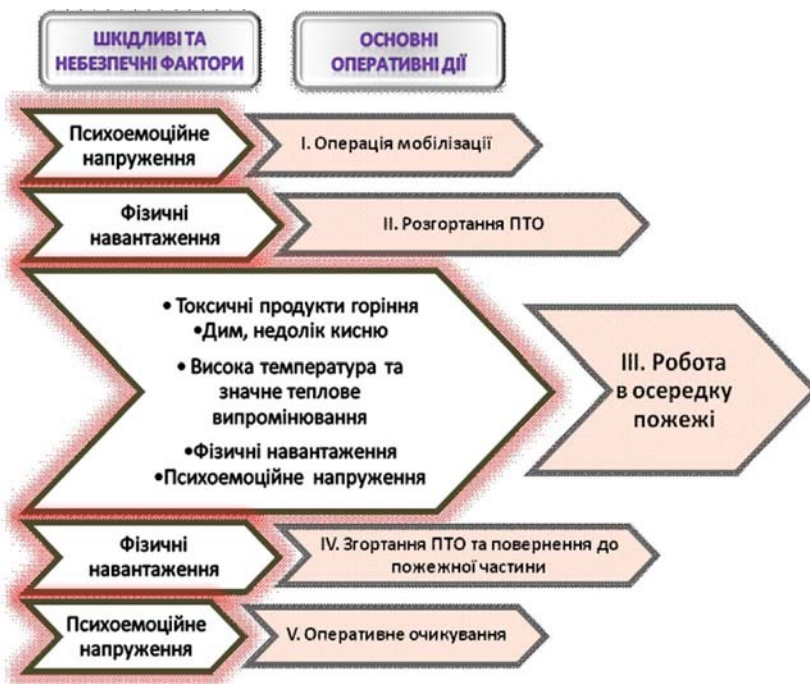 ШКІДЛИВІ ТА
НЕБЕЗПЕЧНІ ФАКТОРИ
ОСНОВНІ
ОПЕРАТИВНІ ДІЇ
Психоемоційне
напруження
І. Операція мобілізації
Фізичні
навантаження
ІІ. Розгортання ПТО
• Токсичні продукти горіння
•Дим, недолік кисню
• Висока температура та
значне теплове
випромінювання
•Фізичні навантаження
•Психоемоційне напруження
ІІІ. Робота
в осередку
пожежі
Фізичні
навантаження
IV. Згортання ПТО та повернення до
пожежної частини
Психоемоційне
напруження
V. Оперативне очикування